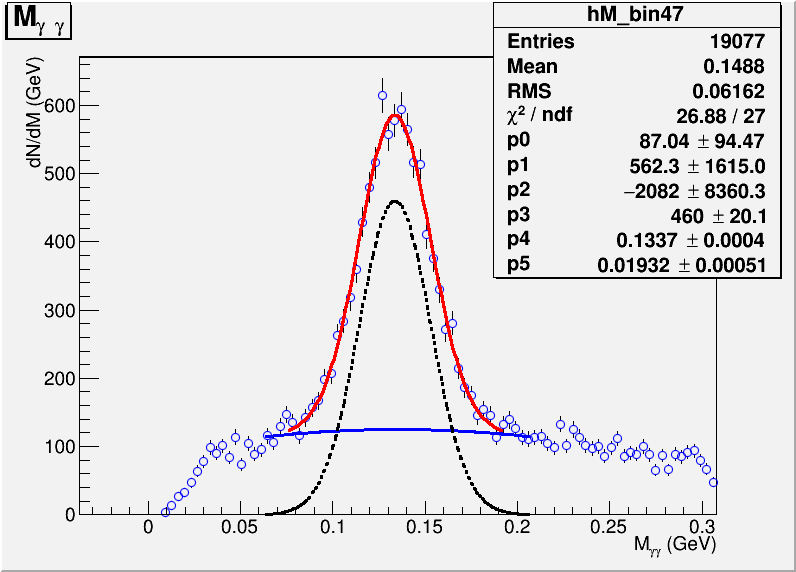 M γ γ
hM_bin47
Entries 19077
Mean 0.1488
RMS 0.06162
χ² / ndf 26.88 / 27
p0 87.04 ± 94.47
p1 562.3 ± 1615.0
p2 −2082 ± 8360.3
p3 460 ± 20.1
p4 0.1337 ± 0.0004
p5 0.01932 ± 0.00051
dN/dM (GeV)
600
500
400
300
200
100
0
0 0.05 0.1 0.15 0.2 0.25 0.3
M γγ (GeV)